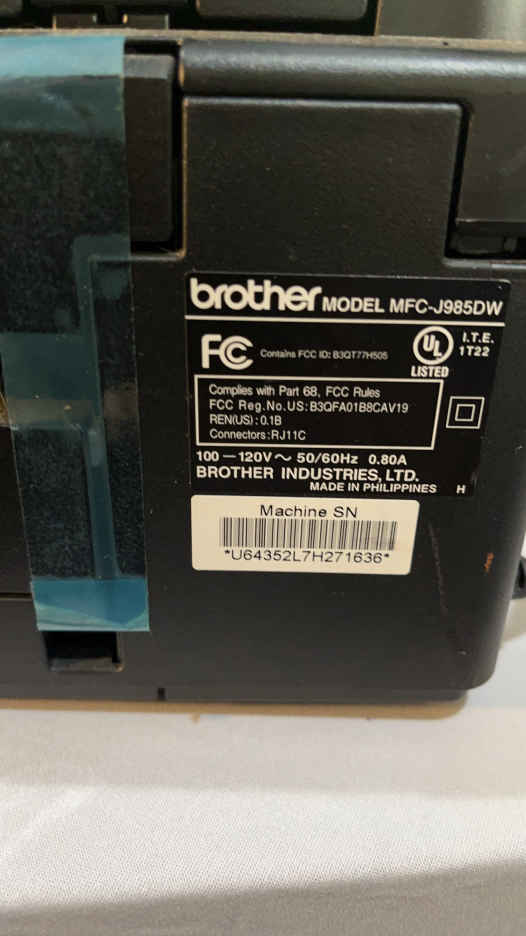 brother MODEL MFC-J985DW
FC Contains FCC ID: B3QT77H505
UL LISTED
I.T.E.
1T22
Complies with Part 68, FCC Rules
FCC Reg.No.US: B3QFA01B8CAV19
REN(US) : 0.1B
Connectors : RJ11C
100 — 120V ~ 50/60Hz 0.80A
BROTHER INDUSTRIES, LTD.
MADE IN PHILIPPINES H
Machine SN
*U64352L7H271636*